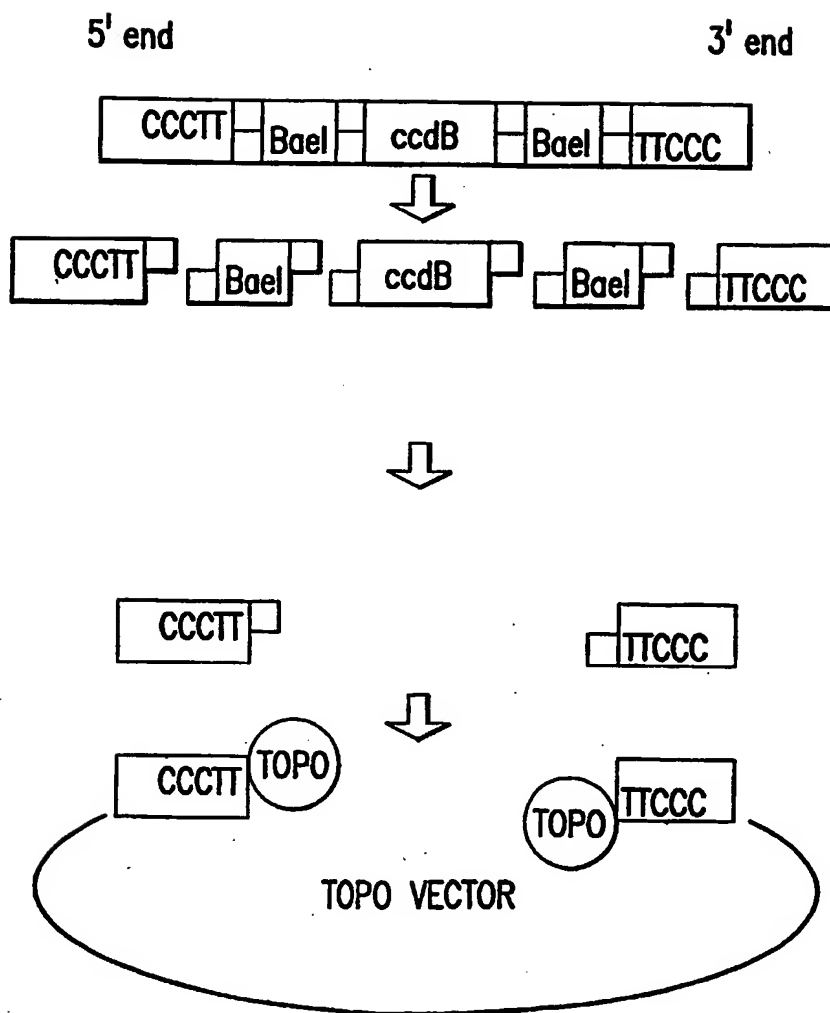 5' end 3' end
CCCTT BaeI ccdB BaeI TTCCC
CCCTT BaeI ccdB BaeI TTCCC
CCCTT TTCCC
CCCTT TOPO TOPO TTCCC
TOPO VECTOR